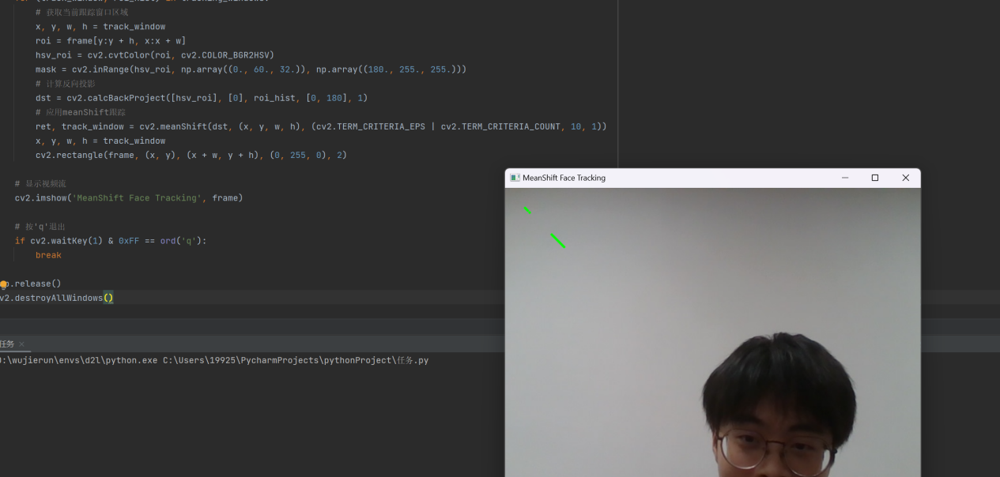 # 获取当前跟踪窗口区域
x, y, w, h = track_window
roi = frame[y:y + h, x:x + w]
hsv_roi = cv2.cvtColor(roi, cv2.COLOR_BGR2HSV)
mask = cv2.inRange(hsv_roi, np.array((0., 60., 32.)), np.array((180., 255., 255.)))
# 计算反向投影
dst = cv2.calcBackProject([hsv_roi], [0], roi_hist, [0, 180], 1)
# 应用meanShift跟踪
ret, track_window = cv2.meanShift(dst, (x, y, w, h), (cv2.TERM_CRITERIA_EPS | cv2.TERM_CRITERIA_COUNT, 10, 1))
x, y, w, h = track_window
cv2.rectangle(frame, (x, y), (x + w, y + h), (0, 255, 0), 2)
# 显示视频流
cv2.imshow('MeanShift Face Tracking', frame)
# 按'q'退出
if cv2.waitKey(1) & 0xFF == ord('q'):
break
p.release()
v2.destroyAllWindows()
MeanShift Face Tracking
任务
:\wujierun\envs\d2l\python.exe C:\Users\19925\PycharmProjects\pythonProject\任务.py